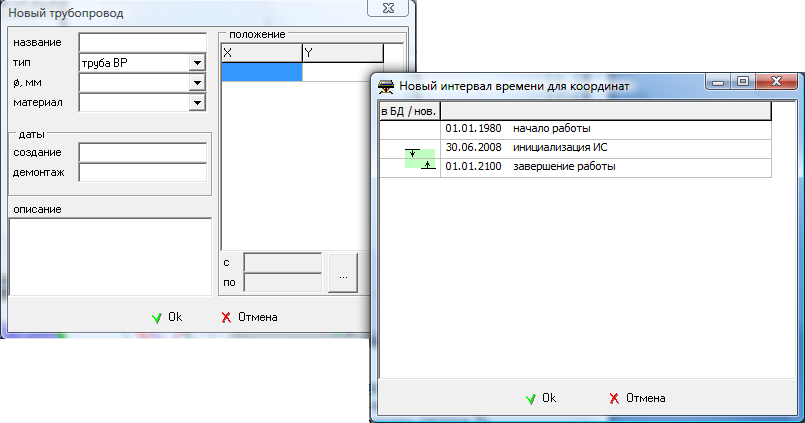 Новый трубопровод
название
тип
труба ВР
ø, мм
материал
даты
создание
демонтаж
описание
положение
X Y
с
по
...
Ok Отмена
Новый интервал времени для координат
в БД / нов.
01.01.1980 начало работы
30.06.2008 инициализация ИС
01.01.2100 завершение работы
Ok Отмена